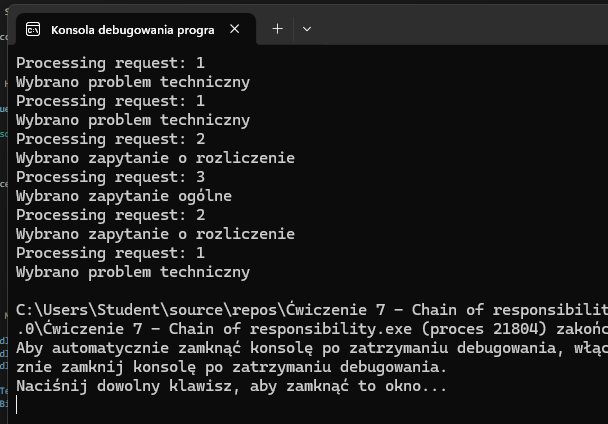 Konsola debugowania progra
Processing request: 1
Wybrano problem techniczny
Processing request: 1
Wybrano problem techniczny
Processing request: 2
Wybrano zapytanie o rozliczenie
Processing request: 3
Wybrano zapytanie ogólne
Processing request: 2
Wybrano zapytanie o rozliczenie
Processing request: 1
Wybrano problem techniczny
C:\Users\Student\source\repos\Ćwiczenie 7 - Chain of responsibilit
.0\Ćwiczenie 7 - Chain of responsibility.exe (proces 21804) zakońc
Aby automatycznie zamknąć konsolę po zatrzymaniu debugowania, włąc
znie zamknij konsolę po zatrzymaniu debugowania.
Naciśnij dowolny klawisz, aby zamknąć to okno...